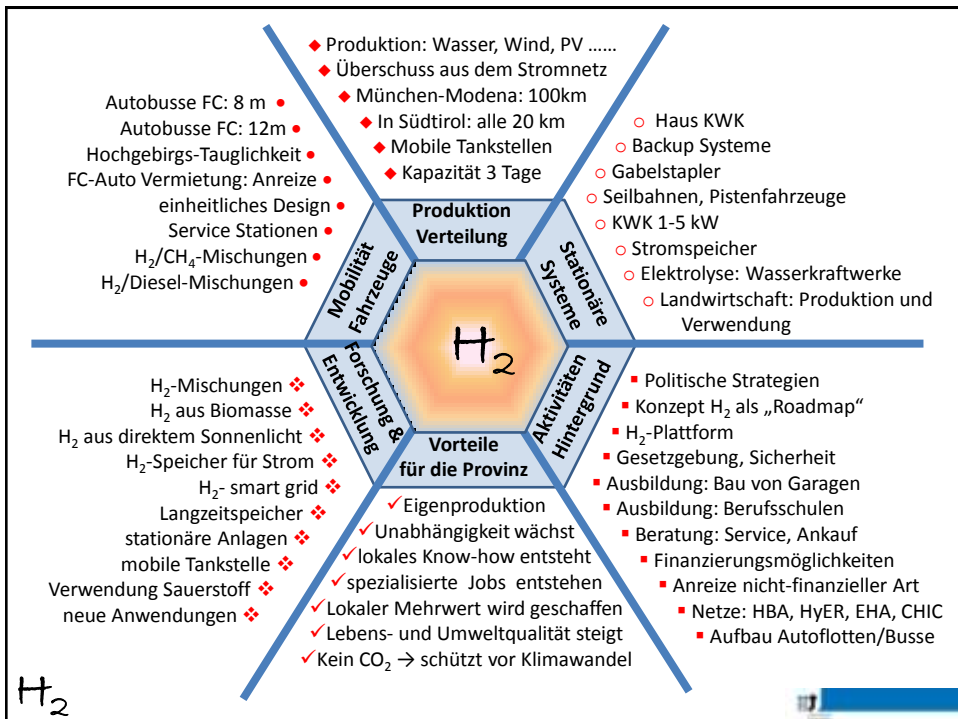 ◆ Produktion: Wasser, Wind, PV ......
◆ Überschuss aus dem Stromnetz
◆ München-Modena: 100km
◆ In Südtirol: alle 20 km
◆ Mobile Tankstellen
◆ Kapazität 3 Tage
Produktion
Verteilung
Autobusse FC: 8 m •
Autobusse FC: 12m •
Hochgebirgs-Tauglichkeit •
FC-Auto Vermietung: Anreize •
einheitliches Design •
Service Stationen •
H₂/CH₄-Mischungen •
H₂/Diesel-Mischungen •
Mobilität
Fahrzeuge
○ Haus KWK
○ Backup Systeme
○ Gabelstapler
○ Seilbahnen, Pistenfahrzeuge
○ KWK 1-5 kW
○ Stromspeicher
○ Elektrolyse: Wasserkraftwerke
○ Landwirtschaft: Produktion und
Verwendung
Stationäre
Systeme
H₂
H₂-Mischungen ❖
H₂ aus Biomasse ❖
H₂ aus direktem Sonnenlicht ❖
H₂-Speicher für Strom ❖
H₂- smart grid ❖
Langzeitspeicher ❖
stationäre Anlagen ❖
mobile Tankstelle ❖
Verwendung Sauerstoff ❖
neue Anwendungen ❖
Forschung &
Entwicklung
Vorteile
für die Provinz
✓ Eigenproduktion
✓ Unabhängigkeit wächst
✓ lokales Know-how entsteht
✓ spezialisierte Jobs entstehen
✓ Lokaler Mehrwert wird geschaffen
✓ Lebens- und Umweltqualität steigt
✓ Kein CO₂ → schützt vor Klimawandel
Aktivitäten
Hintergrund
▪ Politische Strategien
▪ Konzept H₂ als „Roadmap“
▪ H₂-Plattform
▪ Gesetzgebung, Sicherheit
▪ Ausbildung: Bau von Garagen
▪ Ausbildung: Berufsschulen
▪ Beratung: Service, Ankauf
▪ Finanzierungsmöglichkeiten
▪ Anreize nicht-finanzieller Art
▪ Netze: HBA, HyER, EHA, CHIC
▪ Aufbau Autoflotten/Busse
H₂